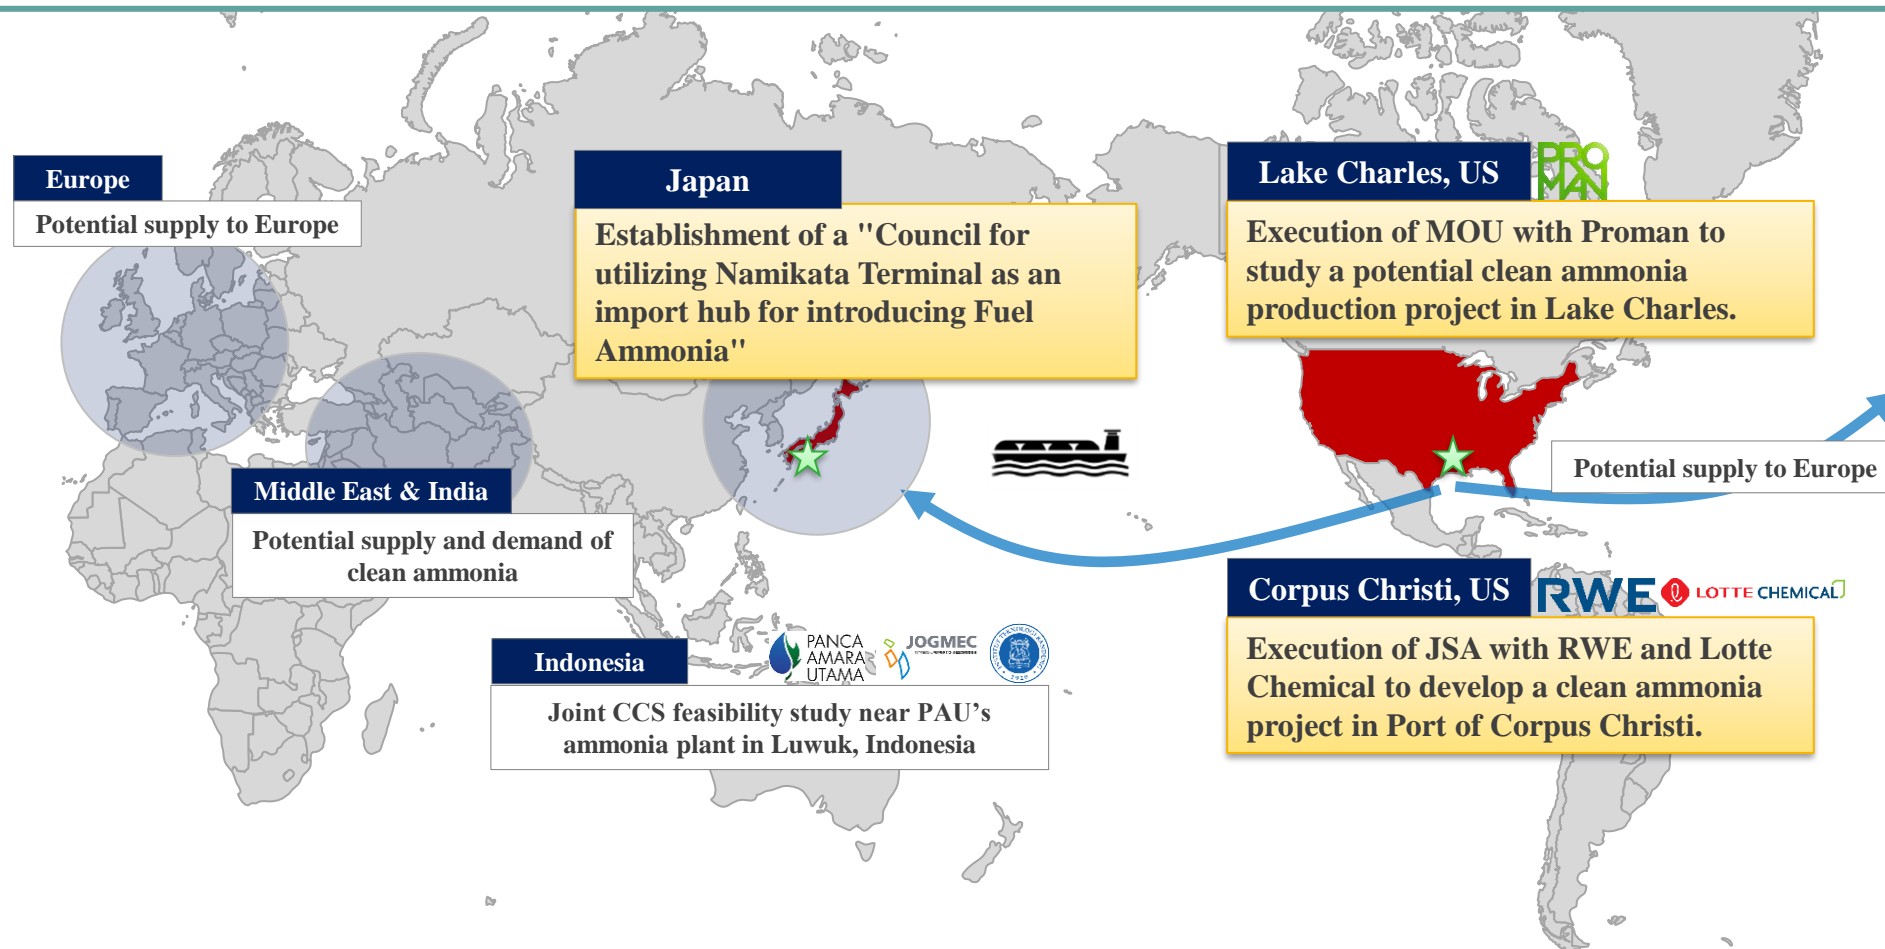 Europe
Potential supply to Europe
Japan
Establishment of a "Council for
utilizing Namikata Terminal as an
import hub for introducing Fuel
Ammonia"
Lake Charles, US
PRO
MAN
Execution of MOU with Proman to
study a potential clean ammonia
production project in Lake Charles.
Middle East & India
Potential supply and demand of
clean ammonia
Potential supply to Europe
Indonesia
PANCA
AMARA
UTAMA
JOGMEC
INSTITUT TEKNOLOGI BANDUNG
1920
Joint CCS feasibility study near PAU’s
ammonia plant in Luwuk, Indonesia
Corpus Christi, US
RWE
LOTTE CHEMICAL
Execution of JSA with RWE and Lotte
Chemical to develop a clean ammonia
project in Port of Corpus Christi.